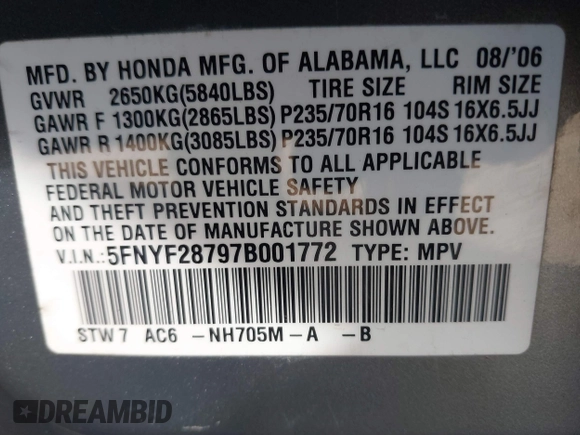 MFD. BY HONDA MFG. OF ALABAMA, LLC 08/'06
GVWR 2650KG(5840LBS) TIRE SIZE RIM SIZE
GAWR F 1300KG(2865LBS) P235/70R16 104S 16X6.5JJ
GAWR R 1400KG(3085LBS) P235/70R16 104S 16X6.5JJ
THIS VEHICLE CONFORMS TO ALL APPLICABLE
FEDERAL MOTOR VEHICLE SAFETY
AND THEFT PREVENTION STANDARDS IN EFFECT
ON THE DATE OF MANUFACTURE SHOWN ABOVE.
V.I.N.:5FNYF28797B001772 TYPE: MPV
STW7 AC6 -NH705M-A -B
DREAMBID